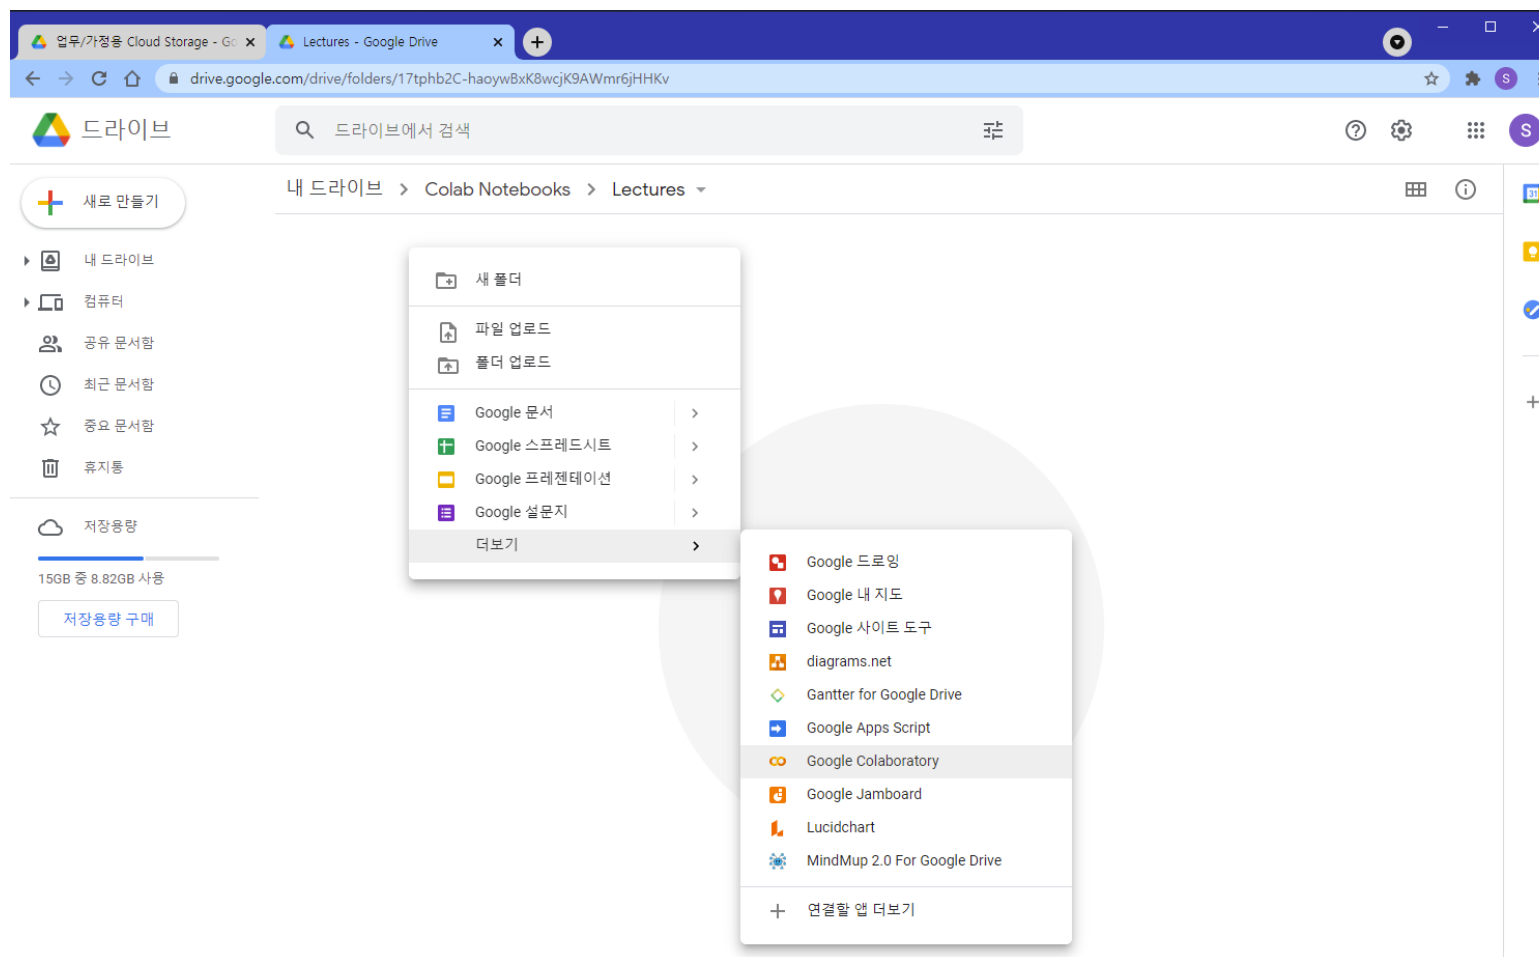 업무/가정용 Cloud Storage - Go
Lectures - Google Drive
drive.google.com/drive/folders/17tphb2C-haoywBxK8wcjK9AWmr6jHHKv
S
드라이브
드라이브에서 검색
S
새로 만들기
내 드라이브 > Colab Notebooks > Lectures
31
내 드라이브
컴퓨터
공유 문서함
최근 문서함
중요 문서함
휴지통
저장용량
15GB 중 8.82GB 사용
저장용량 구매
새 폴더
파일 업로드
폴더 업로드
Google 문서
Google 스프레드시트
Google 프레젠테이션
Google 설문지
더보기
Google 드로잉
Google 내 지도
Google 사이트 도구
diagrams.net
Gantter for Google Drive
Google Apps Script
Google Colaboratory
Google Jamboard
Lucidchart
MindMup 2.0 For Google Drive
연결할 앱 더보기